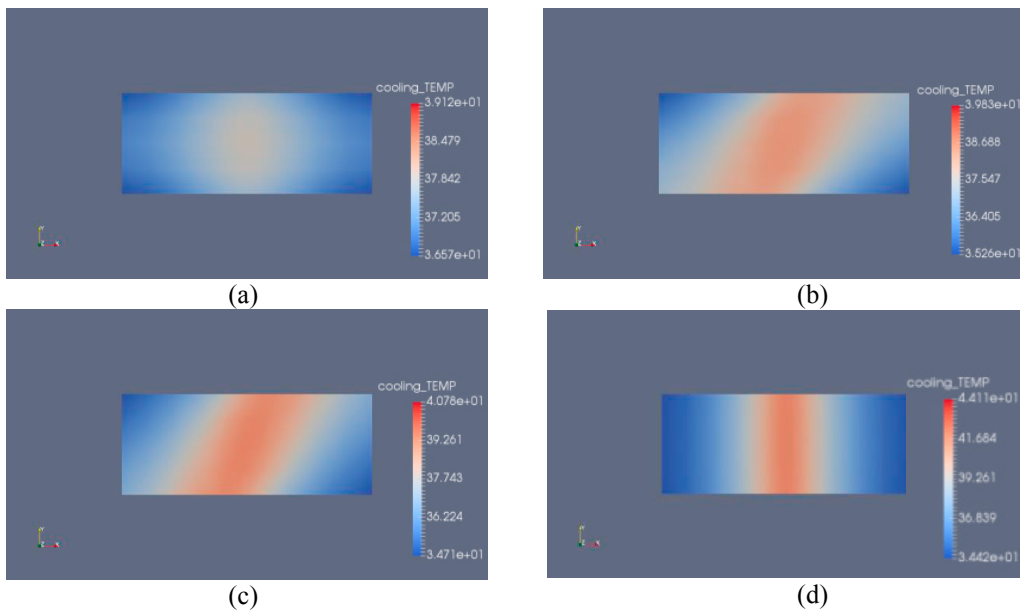 cooling_TEMP
3.912e+01
38.479
37.842
37.205
3.657e+01
(a)
cooling_TEMP
3.983e+01
38.688
37.547
36.405
3.526e+01
(b)
cooling_TEMP
4.078e+01
39.261
37.743
36.224
3.471e+01
(c)
cooling_TEMP
4.411e+01
41.684
39.261
36.839
3.442e+01
(d)